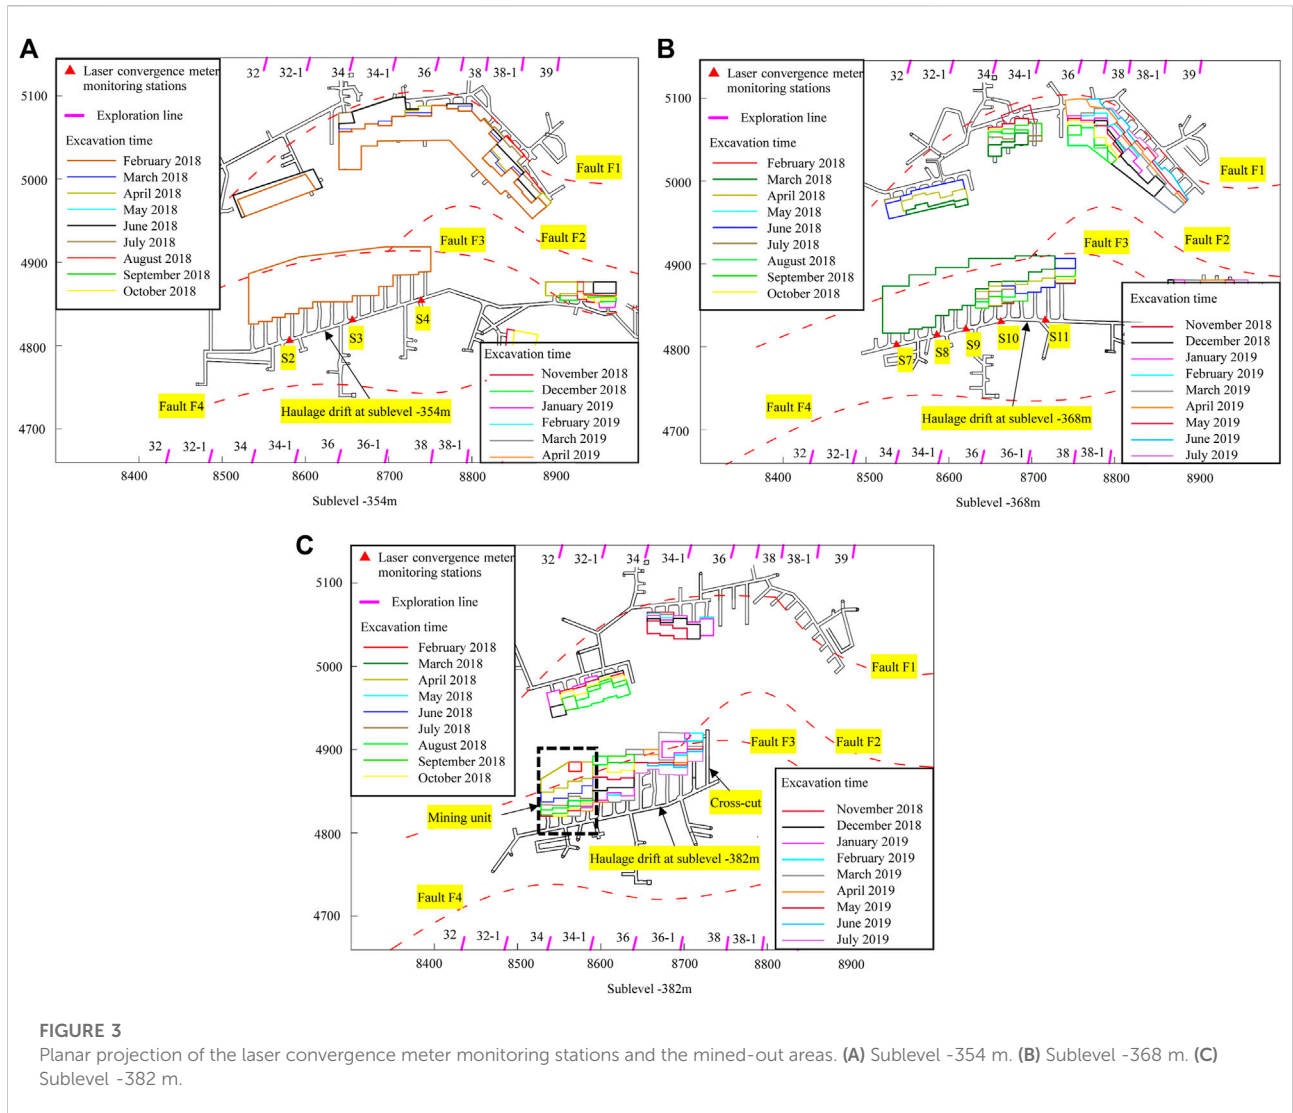 A
32 32-1 34 34-1 36 38 38-1 39
Laser convergence meter
monitoring stations
Exploration line
Excavation time
February 2018
March 2018
April 2018
May 2018
June 2018
July 2018
August 2018
September 2018
October 2018
5100
5000
4900
4800
4700
Fault F1
Fault F2
Fault F3
Fault F4
S2
S3
S4
Haulage drift at sublevel -354m
Excavation time
November 2018
December 2018
January 2019
February 2019
March 2019
April 2019
32 32-1 34 34-1 36 36-1 38 38-1
8400 8500 8600 8700 8800 8900
Sublevel -354m
B
32 32-1 34 34-1 36 38 38-1 39
Laser convergence meter
monitoring stations
Exploration line
Excavation time
February 2018
March 2018
April 2018
May 2018
June 2018
July 2018
August 2018
September 2018
October 2018
5100
5000
4900
4800
4700
Fault F1
Fault F2
Fault F3
Fault F4
S7
S8
S9
S10
S11
Haulage drift at sublevel -368m
Excavation time
November 2018
December 2018
January 2019
February 2019
March 2019
April 2019
May 2019
June 2019
July 2019
32 32-1 34 34-1 36 36-1 38 38-1
8400 8500 8600 8700 8800 8900
Sublevel -368m
C
32 32-1 34 34-1 36 38 38-1 39
Laser convergence meter
monitoring stations
Exploration line
Excavation time
February 2018
March 2018
April 2018
May 2018
June 2018
July 2018
August 2018
September 2018
October 2018
5100
5000
4900
4800
4700
Fault F1
Fault F2
Fault F3
Fault F4
Mining unit
Cross-cut
Haulage drift at sublevel -382m
Excavation time
November 2018
December 2018
January 2019
February 2019
March 2019
April 2019
May 2019
June 2019
July 2019
32 32-1 34 34-1 36 36-1 38 38-1
8400 8500 8600 8700 8800 8900
Sublevel -382m
FIGURE 3
Planar projection of the laser convergence meter monitoring stations and the mined-out areas. (A) Sublevel -354 m. (B) Sublevel -368 m. (C)
Sublevel -382 m.